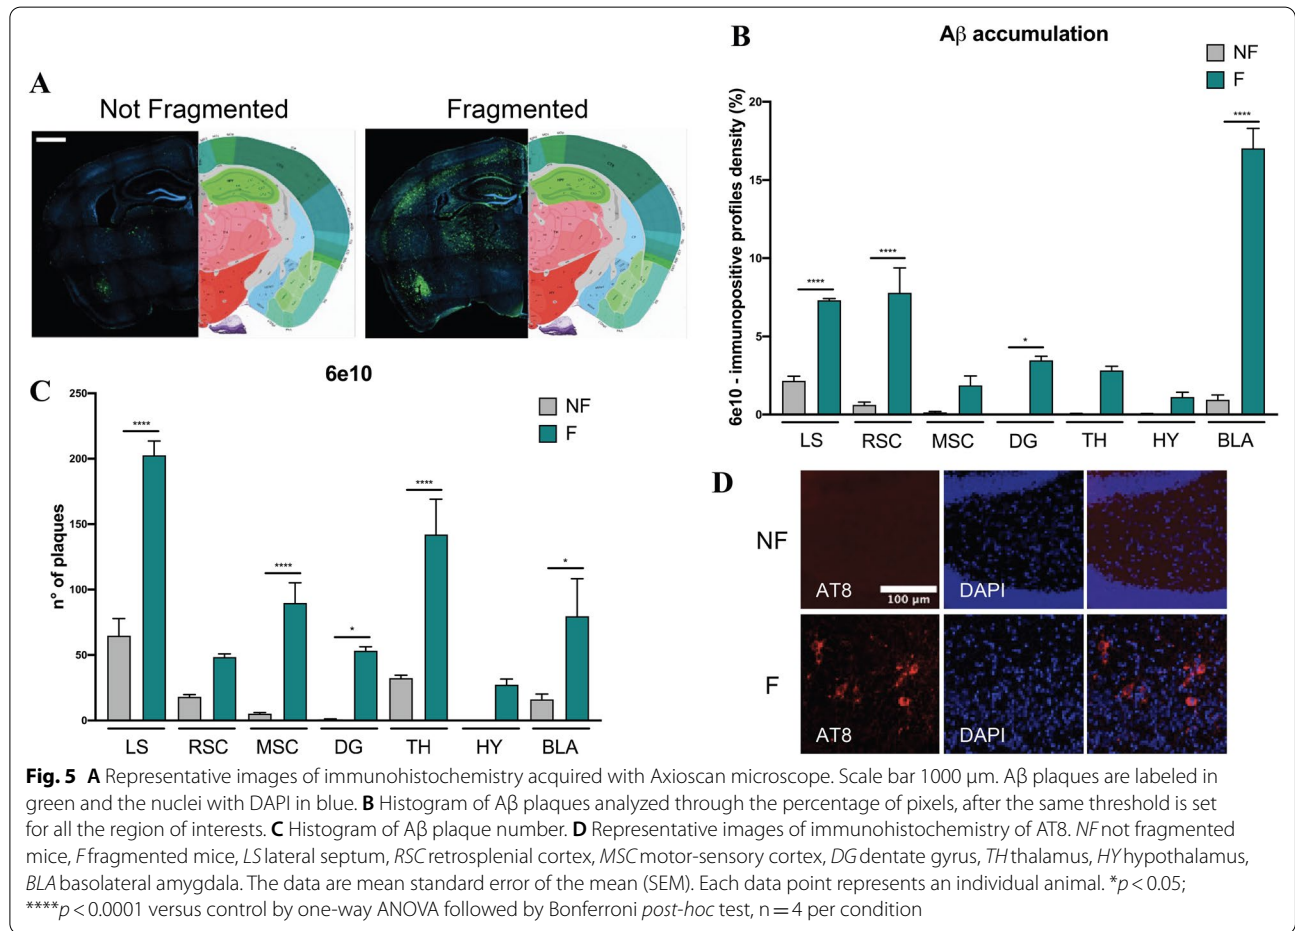 A
Not Fragmented
Fragmented
B
Aβ accumulation
NF
F
6e10 - immunopositive profiles density (%)
20
15
10
5
0
****
****
*
****
LS
RSC
MSC
DG
TH
HY
BLA
C
6e10
NF
F
n° of plaques
250
200
150
100
50
0
****
****
*
****
*
LS
RSC
MSC
DG
TH
HY
BLA
D
NF
AT8
100 µm
DAPI
F
AT8
DAPI
Fig. 5 A Representative images of immunohistochemistry acquired with Axioscan microscope. Scale bar 1000 µm. Aβ plaques are labeled in
green and the nuclei with DAPI in blue. B Histogram of Aβ plaques analyzed through the percentage of pixels, after the same threshold is set
for all the region of interests. C Histogram of Aβ plaque number. D Representative images of immunohistochemistry of AT8. NF not fragmented
mice, F fragmented mice, LS lateral septum, RSC retrosplenial cortex, MSC motor-sensory cortex, DG dentate gyrus, TH thalamus, HY hypothalamus,
BLA basolateral amygdala. The data are mean standard error of the mean (SEM). Each data point represents an individual animal. *p < 0.05;
****p < 0.0001 versus control by one-way ANOVA followed by Bonferroni post-hoc test, n = 4 per condition